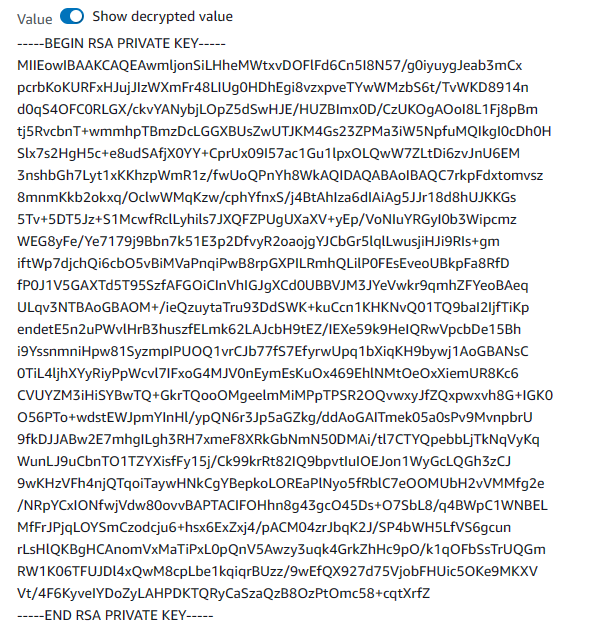 Value Show decrypted value
-----BEGIN RSA PRIVATE KEY-----
MIIEowIBAAKCAQEAwmljonSiLHheMWtxvDOFlFd6Cn5I8N57/g0iyuygJeab3mCx
pcrbKoKURFxHJujJIzWXmFr48LIUg0HDhEgi8vzxpveTYwWMzbS6t/TvWKD8914n
d0qS4OFC0RLGX/ckvYANybjLOpZ5dSwHJE/HUZBImx0D/CzUKOgAOoI8L1Fj8pBm
tj5RvcbnT+wmmhpTBmzDcLGGXBUsZwUTJKM4Gs23ZPMa3iW5NpfuMQIkgI0cDh0H
Slx7s2HgH5c+e8udSAfjX0YY+CprUx09I57ac1Gu1lpxOLQwW7ZLtDi6zvJnU6EM
3nshbGh7Lyt1xKKhzpWmR1z/fwUoQPnYh8WkAQIDAQABAoIBAQC7rkpFdxtomvsz
8mnmKkb2okxq/OclwWMqKzw/cphYfnxS/j4BtAhIza6dIAiAg5JJr18d8hUJKKGs
5Tv+5DT5Jz+S1McwfRclLyhils7JXQFZPUgUXaXV+yEp/VoNIuYRGyI0b3Wipcmz
WEG8yFe/Ye7179j9Bbn7k51E3p2DfvyR2oaojgYJCbGr5lqlLwusjiHJi9RIs+gm
iftWp7djchQi6cbO5vBiMVaPnqiPwB8rpGXPILRmhQLilP0FEsEveoUBkpFa8RfD
fP0J1V5GAXTd5T95SzfAFGOiCInVhIGJgXCd0UBBVJM3JYeVwkr9qmhZFYeoBAeq
ULqv3NTBAoGBAOM+/ieQzuytaTru93DdSWK+kuCcn1KHKNvQ01TQ9baI2IjfTiKp
endetE5n2uPWvlHrB3huszfELmk62LAJcbH9tEZ/IEXe59k9HeIQRwVpcbDe15Bh
i9YssnmniHpw81SyzmpIPUOQ1vrCJb77fS7EfyrwUpq1bXiqKH9bywj1AoGBANsC
0TiL4ljhXYyRiyPpWcvl7IFxoG4MJV0nEymEsKuOx469EhlNMtOeOxXiemUR8Kc6
CVUYZM3iHiSYBwTQ+GkrTQooOMgeelmMiMPpTPSR2OQvwxyJfZQxpwxvh8G+IGK0
O56PTo+wdstEWJpmYInHl/ypQN6r3Jp5aGZkg/ddAoGAITmek05a0sPv9MvnpbrU
9fkDJJABw2E7mhgILgh3RH7xmeF8XRkGbNmN50DMAi/tl7CTYQpebbLjTkNqVyKq
WunLJ9uCbnTO1TZYXisfFy15j/Ck99krRt82IQ9bpvtIuIOEJon1WyGcLQGh3zCJ
9wKHzVFh4njQTqoiTaywHNkCgYBepkoLOREaPlNyo5fRblC7eOOMUbH2vVMMfg2e
/NRpYCxIONfwjVdw80ovvBAPTACIFOHhn8g43gcO45Ds+O7SbL8/q4BWpC1WNBEL
MfFrJPjqLOYSmCzodcju6+hsx6ExZxj4/pACM04zrJbqK2J/SP4bWH5LfVS6gcun
rLsHlQKBgHCAnomVxMaTiPxL0pQnV5Awzy3uqk4GrkZhHc9pO/k1qOFbSsTrUQGm
RW1K06TFUJDl4xQwM8cpLbe1kqiqrBUzz/9wEfQX927d75VjobFHUic5OKe9MKXV
Vt/4F6KyveIYDoZyLAHPDKTQRyCaSzaQzB8OzPtOmc58+cqtXrfZ
-----END RSA PRIVATE KEY-----